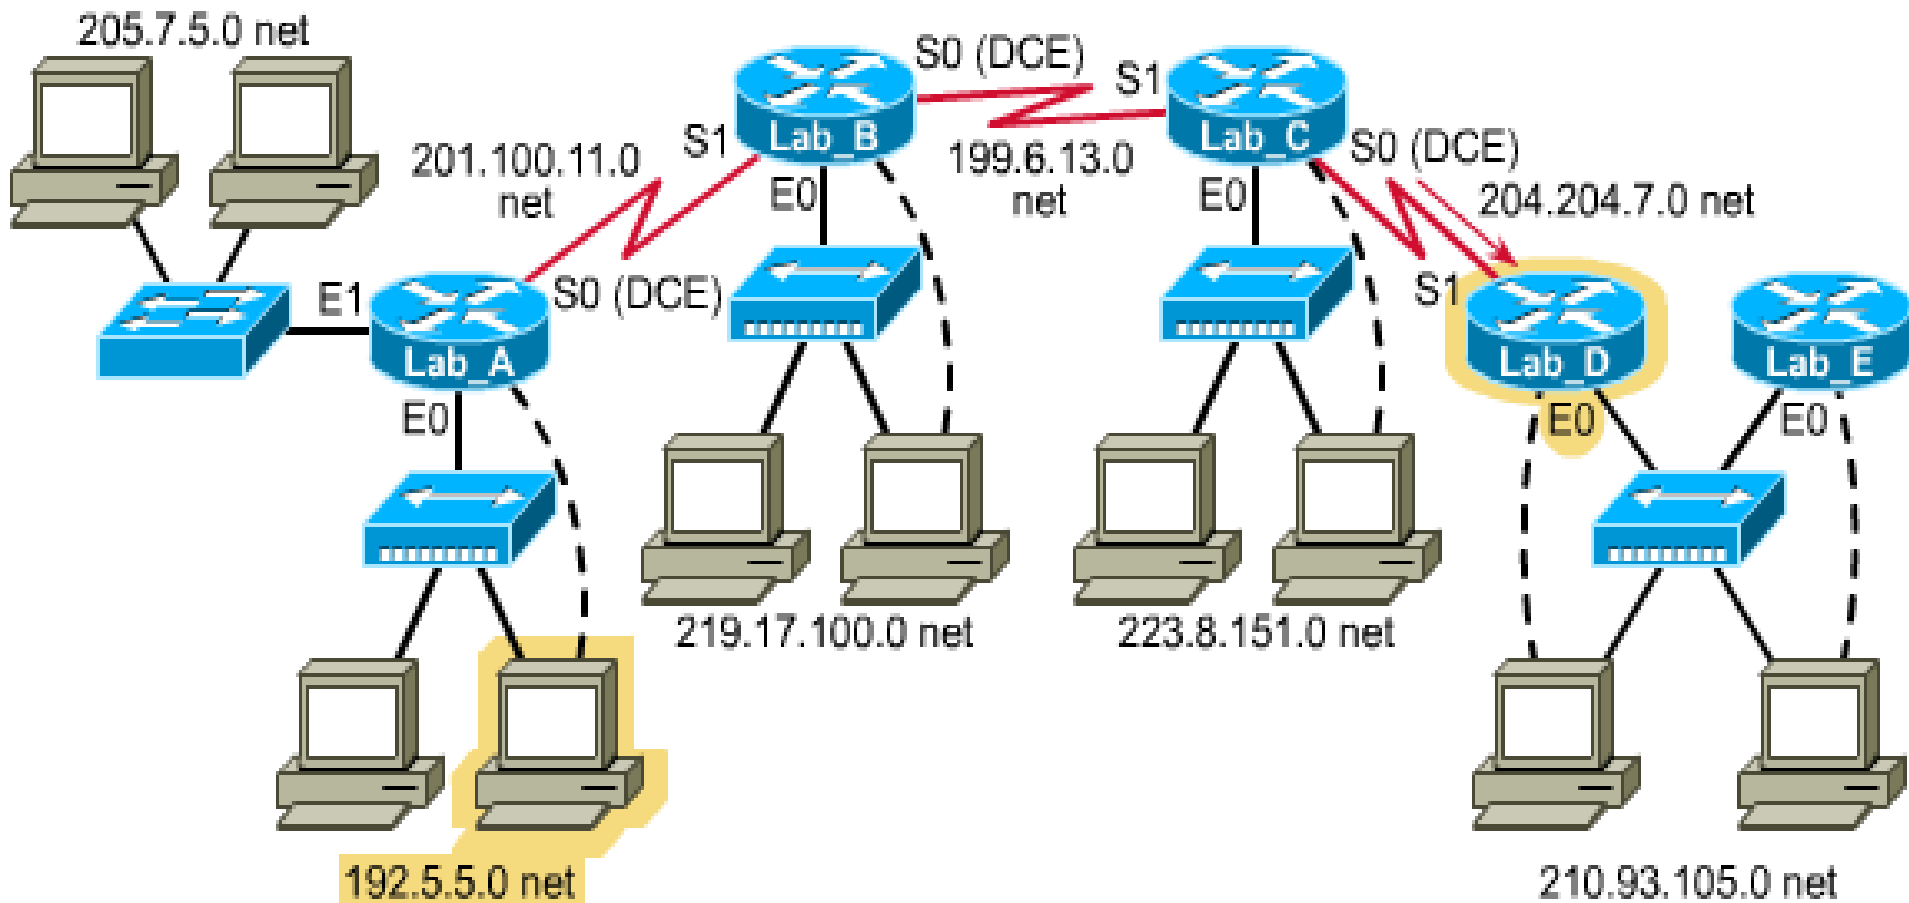 205.7.5.0 net
S0 (DCE)
S1
Lab_B
S1
Lab_C
201.100.11.0
net
E0
199.6.13.0
net
E0
S0 (DCE)
204.204.7.0 net
E1
S0 (DCE)
S1
Lab_A
Lab_D
Lab_E
E0
E0
E0
219.17.100.0 net
223.8.151.0 net
192.5.5.0 net
210.93.105.0 net